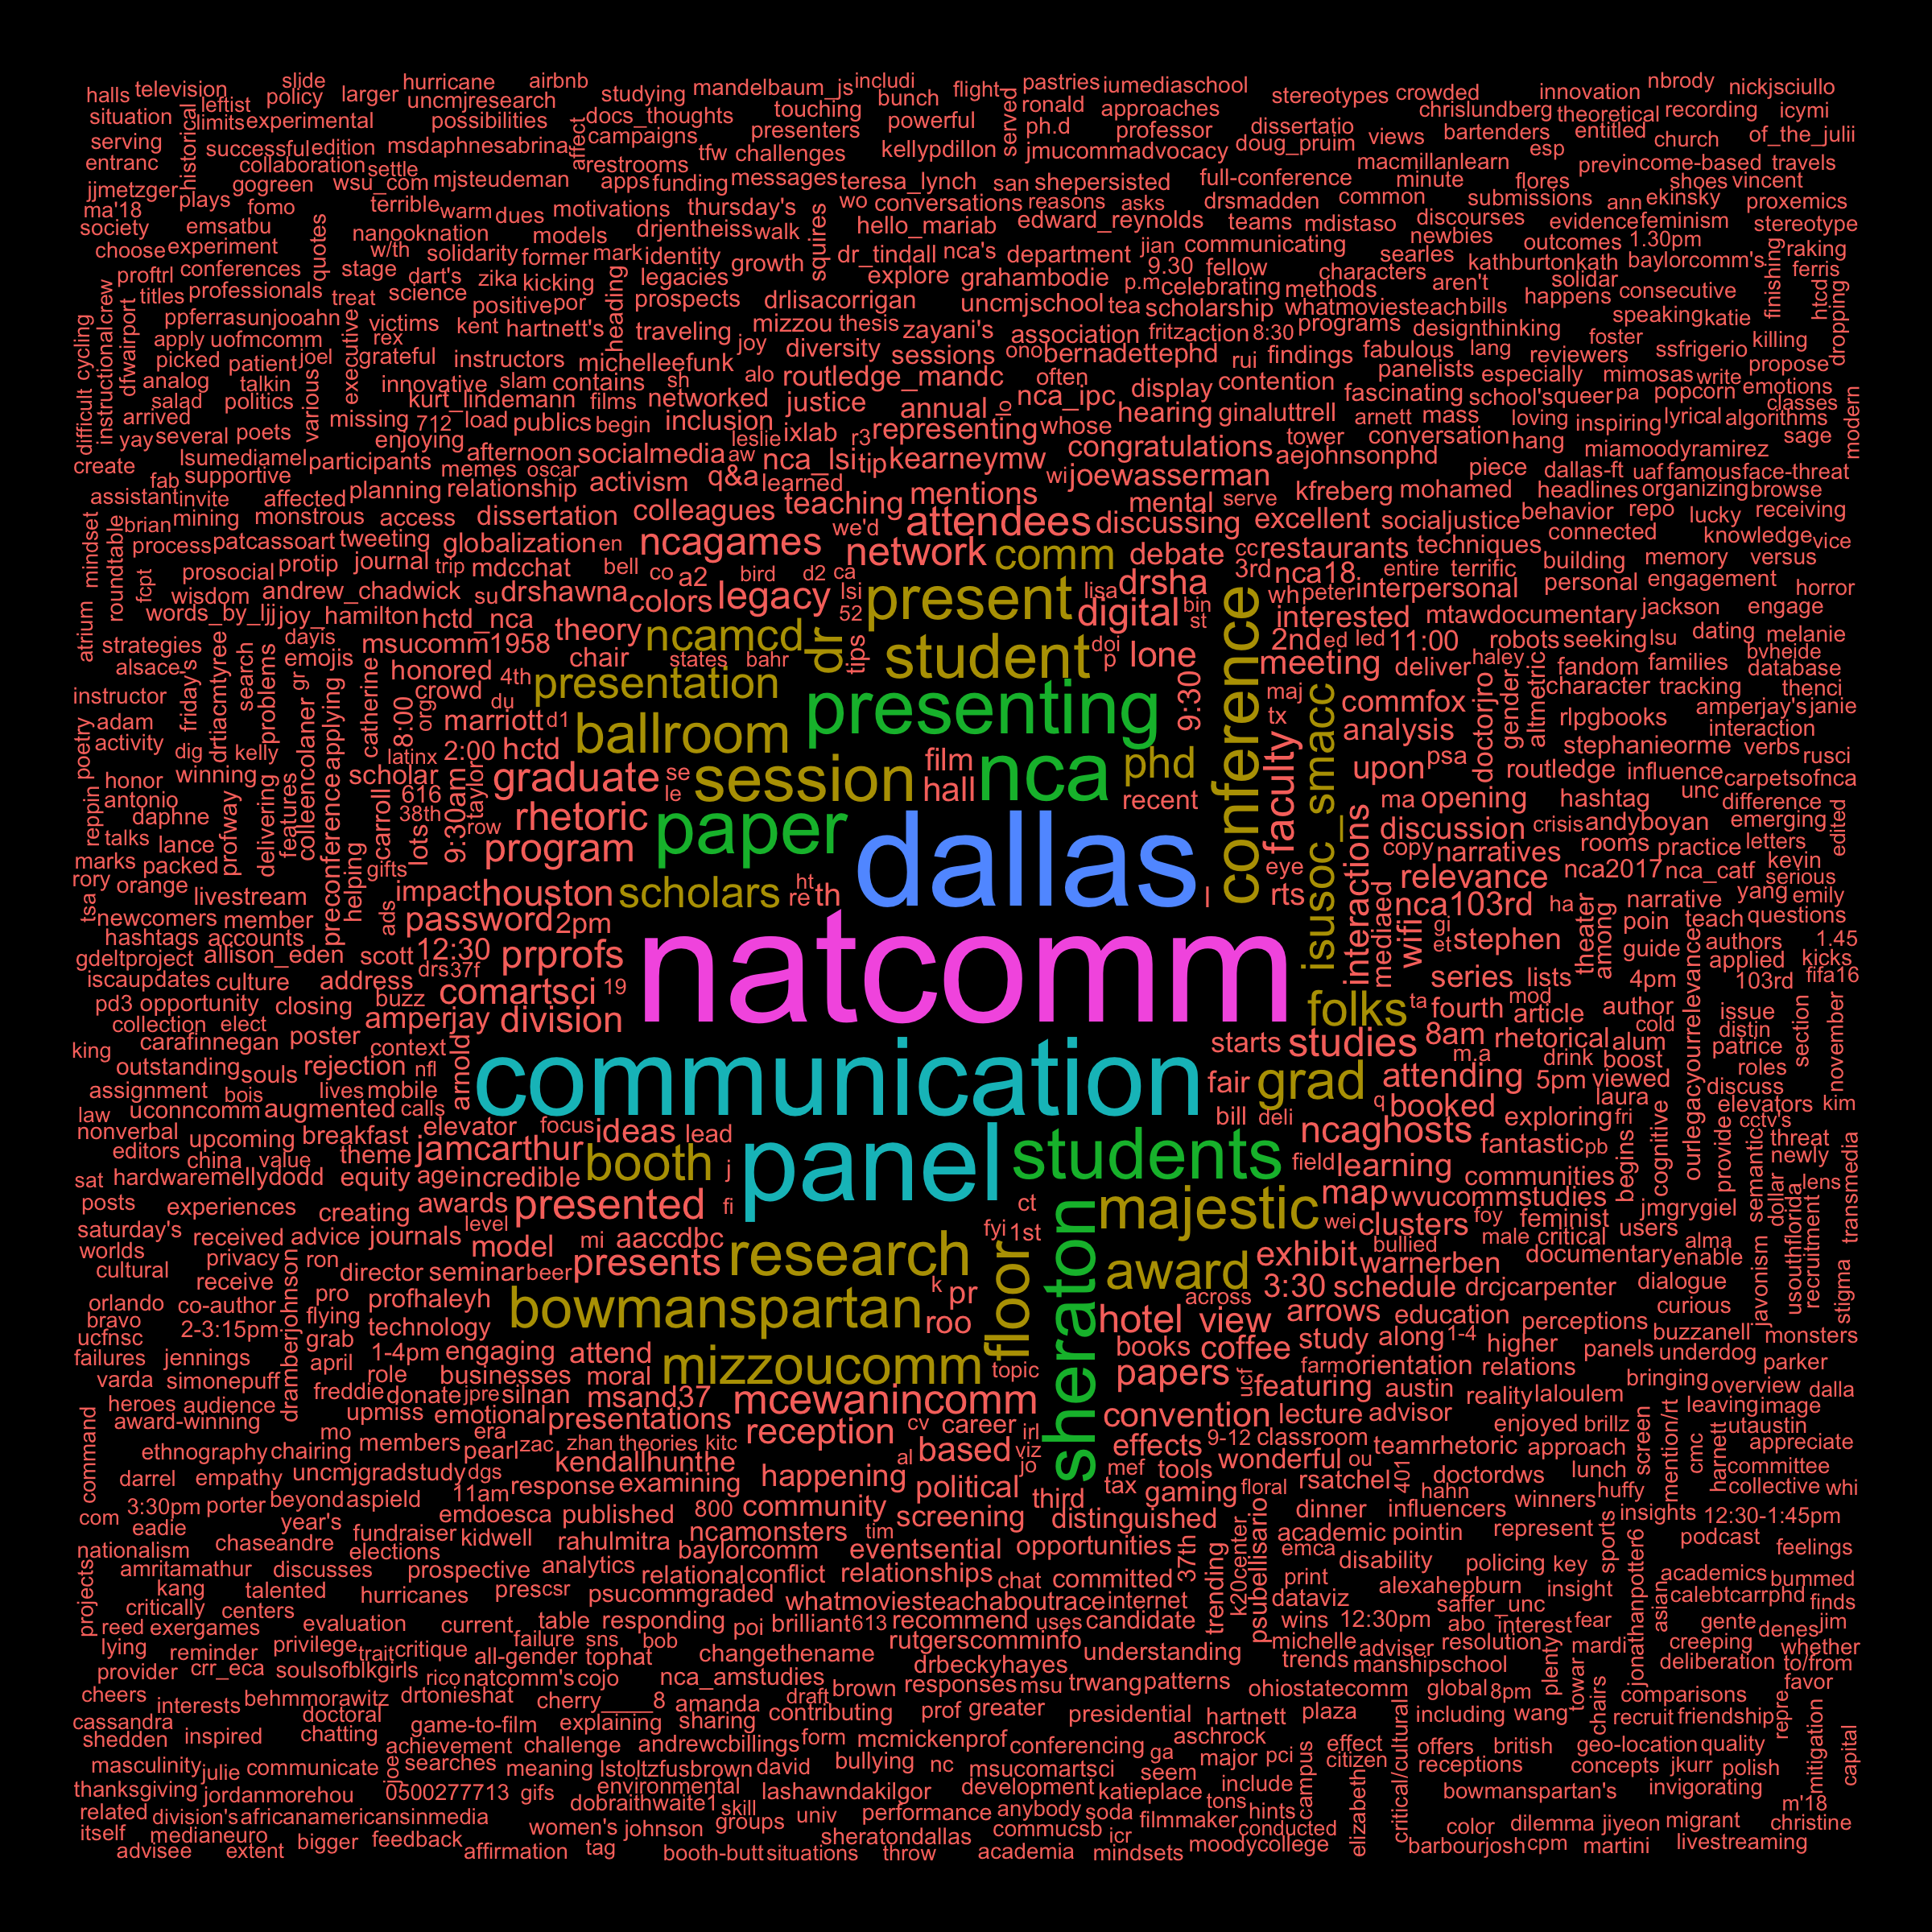 halls television slide policy larger hurricane airbnb studying mandelbaum_js includi bunch flight pastries iumediaschool stereotypes crowded innovation nbrody nickjsciullo
situation leftist limits experimental uncmjresearch possibilities docs_thoughts touching powerful served ronald approaches chrislundberg theoretical recording icymi
serving historical successful edition msdaphnesabrina affect campaigns presenters ph.d professor dissertatio views bartenders entitled church of_the_julii
entranc collaboration settle restrooms tfw challenges kellypdillon jmucommadvocacy doug_pruim macmillanlearn esp prev income-based travels
jjmetzger plays gogreen wsu_com mjsteudeman apps funding messages teresa_lynch san shepersisted full-conference minute flores shoes vincent
ma'18 society emsatbu fomo terrible warm dues motivations thursday's wo conversations reasons asks drsmadden common submissions ann ekinsky proxemics
choose experiment quotes w/th nanooknation solidarity models former drjentheiss mark identity walk squires hello_mariab edward_reynolds teams mdistaso discourses newbies evidence feminism stereotype
proftrl conferences stage dart's zika kicking legacies growth dr_tindall nca's department jian communicating searles outcomes 1.30pm raking
titles professionals treat science positive por heading prospects explore grahambodie p.m 9.30 fellow celebrating characters methods kathburtonkath baylorcomm's ferris
crew dfwairport ppferrasunjooahn executive victims kent hartnett's traveling drlisacorrigan uncmjschool tea scholarship whatmoviesteach bills aren't happens solidar consecutive finishing htcdl
cycling instructional apply uofmcomm rex grateful instructors michelleefunk mizzou thesis zayani's association fritz action 8:30 programs designthinking speaking katie dropping
difficult picked patient joel innovative slam contains sh joy diversity sessions ono bernadettephd rui findings fabulous lang foster reviewers ssfrigerio killing
analog talkin various kurt_lindemann films networked alo routledge_mandc often display contention panelists especially mimosas write propose emotions
salad politics missing 712 load publics begin inclusion justice annual lo nca_ipc hearing ginaluttrell fascinating school's queer pa popcorn classes
arrived poets enjoying afternoon socialmedia leslie ixlab r3 representing whose congratulations arnett mass loving inspiring lyrical algorithms modern
yay several participants memes oscar activism aw q&a nca_lsi tip kearneymw wi joewasserman tower conversation hang miamoodyramirez sage
create lsumediamel supportive planning relationship learned teaching mentions mental aejohnsonphd piece dallas-ft uaf famous face-threat
fab assistant invite affected dissertation colleagues we'd attendees discussing serve kfreberg mohamed headlines organizing browse
mindset roundtable brian mining monstrous access globalization en ncagames network comm debate excellent socialjustice behavior repo lucky receiving
process patcassoart tweeting journal trip mdcchat bell co a2 bird d2 ca drsha cc restaurants techniques connected knowledge vice
prosocial protip andrew_chadwick su drshawna colors legacy 52 lsi present lisa digital bin st 3rd nca18 entire terrific building memory versus
fcpt wisdom words_by_ljj joy_hamilton hctd_nca theory ncamcd dr tips student doi p conference wh peter interpersonal personal engagement horror
atrium strategies dayis msucomm1958 chair states bahr lone 2nd ed led 11:00 interested mtawdocumentary jackson engage
alsace friday's drtiacmtyree search problems gr emojis honored 4th presentation presenting 9:30 meeting deliver robots seeking lsu dating melanie
instructor applying catherine crowd du maj isusoc_smacc commfox haley doctorjro gender altmetric fandom families bvheide database
poetry adam orgs 8:00 marriott d1 ballroom faculty tx analysis character tracking thenci
activity dig kelly colaner latinx 2:00 hctd film nca phd psa rlpgbooks amperjay's janie interaction
honor winning collencolaner preconference scholar 616 9:30am taylor graduate se le session hall recent upon routledge stephanieorme verbs rusci
reppin antonio daphne profway delivering features carroll 38th row rhetoric paper dallas interactions ma opening influence hashtag unc carpetsofnca difference
talks lance lots program eye discussion crisis andyboyan emerging edited
marks packed helping gifts copy narratives rooms practice letters kevin
rory orange livestream ads impact houston scholars ht re th l rts mediaed relevance nca2017 nca_catf serious yang emily
tsa newcomers member password 2pm nca103rd ha narrative teach questions
hashtags accounts 12:30 prprofs natcomm wifi gi et stephen theater among poin guide authors 1.45
gdeltproject allison_eden scott drs37f applied kicks
iscaupdates culture address comartsci 19 series lists 4pm ourlegacyourrelevance 103rd fifa16
pd3 opportunity closing buzz amperjay division folks ta fourth mod article author issue
collection elect poster context starts studies 8am rhetorical cold alum distin section november
king carafinnegan rejection nfl arnold communication m.a drink boost patrice
outstanding souls lives mobile fair grad attending 5pm viewed roles
assignment bois q booked laura discuss
law uconncomm augmented calls bill deli exploring fri elevators kim
nonverbal upcoming breakfast elevator focus ideas lead ncaghosts fantastic pb cognitive provide cctv's
editors china value theme jamcarthur booth j panel students field learning begins semantic threat newly
sat hardware mellydodd equity age incredible communities dollar lens transmedia
posts experiences creating awards presented fi ct majestic map wvucommstudies jmgrygiel
saturday's received advice journals level model mi aaccdbc fyi 1st wei clusters foy feminist users usouthflorida recruitment
worlds privacy ron director seminar beer presents research floor sheraton award exhibit bullied male critical alma
cultural receive warnerben documentary enable javonism stigma
orlando co-author dramberjohnson pro profhaleyh bowmanspartan k pr across 3:30 schedule drcjcarpenter dialogue
bravo 2-3:15pm flying technology roo hotel view arrows education perceptions curious
ucfnsc failures jennings grab 1-4pm engaging attend mizzoucomm topic books coffee study along 1-4 higher buzzanell monsters
varda simonepuff april role businesses moral papers ucf farm orientation relations panels underdog parker
heroes audience freddie donate jpre silnan msand37 mcewanincomm featuring austin reality laloulem bringing overview dalla
command award-winning upmiss emotional presentations reception cv career irl convention lecture advisor enjoyed brillz leaving image
mo era al based viz effects 9-12 classroom teamrhetoric approach screen mention/rt cmc harnett utaustin appreciate
ethnography chairing members pearl zac zhan theories kitc kendallhunthe jo mef tools wonderful ou committee
darrel empathy uncmjgradstudy dgs response examining happening political tax gaming floral rsatchel 401 hahn doctordws lunch collective whi
3:30pm porter beyond aspield 11am emdoesca published 800 community screening third distinguished dinner influencers winners huffy insights 12:30-1:45pm
com eadie year's fundraiser kidwell ncamonsters tim academic pointin represent sports podcast
nationalism chaseandre elections rahulmitra baylorcomm eventsential opportunities 37th k20center emca disability policing key feelings
projects amritamathur discusses prospective analytics relational conflict relationships chat committed trending print alexahepburn insight academics bummed
kang talented hurricanes prescsr psucommgraded whatmoviesteachaboutrace internet psubellisario dataviz saffer_unc calebtcarrphd finds
critically centers evaluation current table responding poi brilliant 613 recommend uses candidate wins 12:30pm abo interest fear jonathanpotter6 asian gente denes jim
reed exergames privilege trait critique failure sns bob changethename rutgerscomminfo understanding michelle adviser resolution plenty mardi creeping whether
lying reminder all-gender tophat drbeckyhayes trends manshipschool deliberation to/from
provider crr_eca soulsofblkgirls rico natcomm's cojo nca_amstudies brown responses msu trwang patterns ohiostatecomm global 8pm towar favor
cheers interests behmmorawitz drtonieshat cherry____8 amanda draft contributing prof greater presidential hartnett plaza including wang chairs comparisons
cassandra doctoral game-to-film explaining sharing recruit friendship repre
shedden inspired chatting achievement challenge andrewcbillings form mcmickenprof conferencing aschrock effect offers british geo-location quality mitigation capital
masculinity julie communicate joe searches meaning lstoltzfusbrown david bullying nc msucomartsci ga major pci citizen receptions concepts jkurr polish
thanksgiving jordanmorehou 0500277713 gifs environmental lashawndakilgor development katieplace seem include campus critical/cultural bowmanspartan's invigorating
related division's africanamericansinmedia dobraithwaite1 skill groups univ performance anybody soda tons filmmaker hints elizabeth m'18
itself medianeuro bigger feedback women's johnson sheratondallas commucsb icr conducted color dilemma jiyeon migrant christine
advisee extent affirmation tag booth-butt situations throw academia mindsets moodycollege barbourjosh cpm martini livestreaming